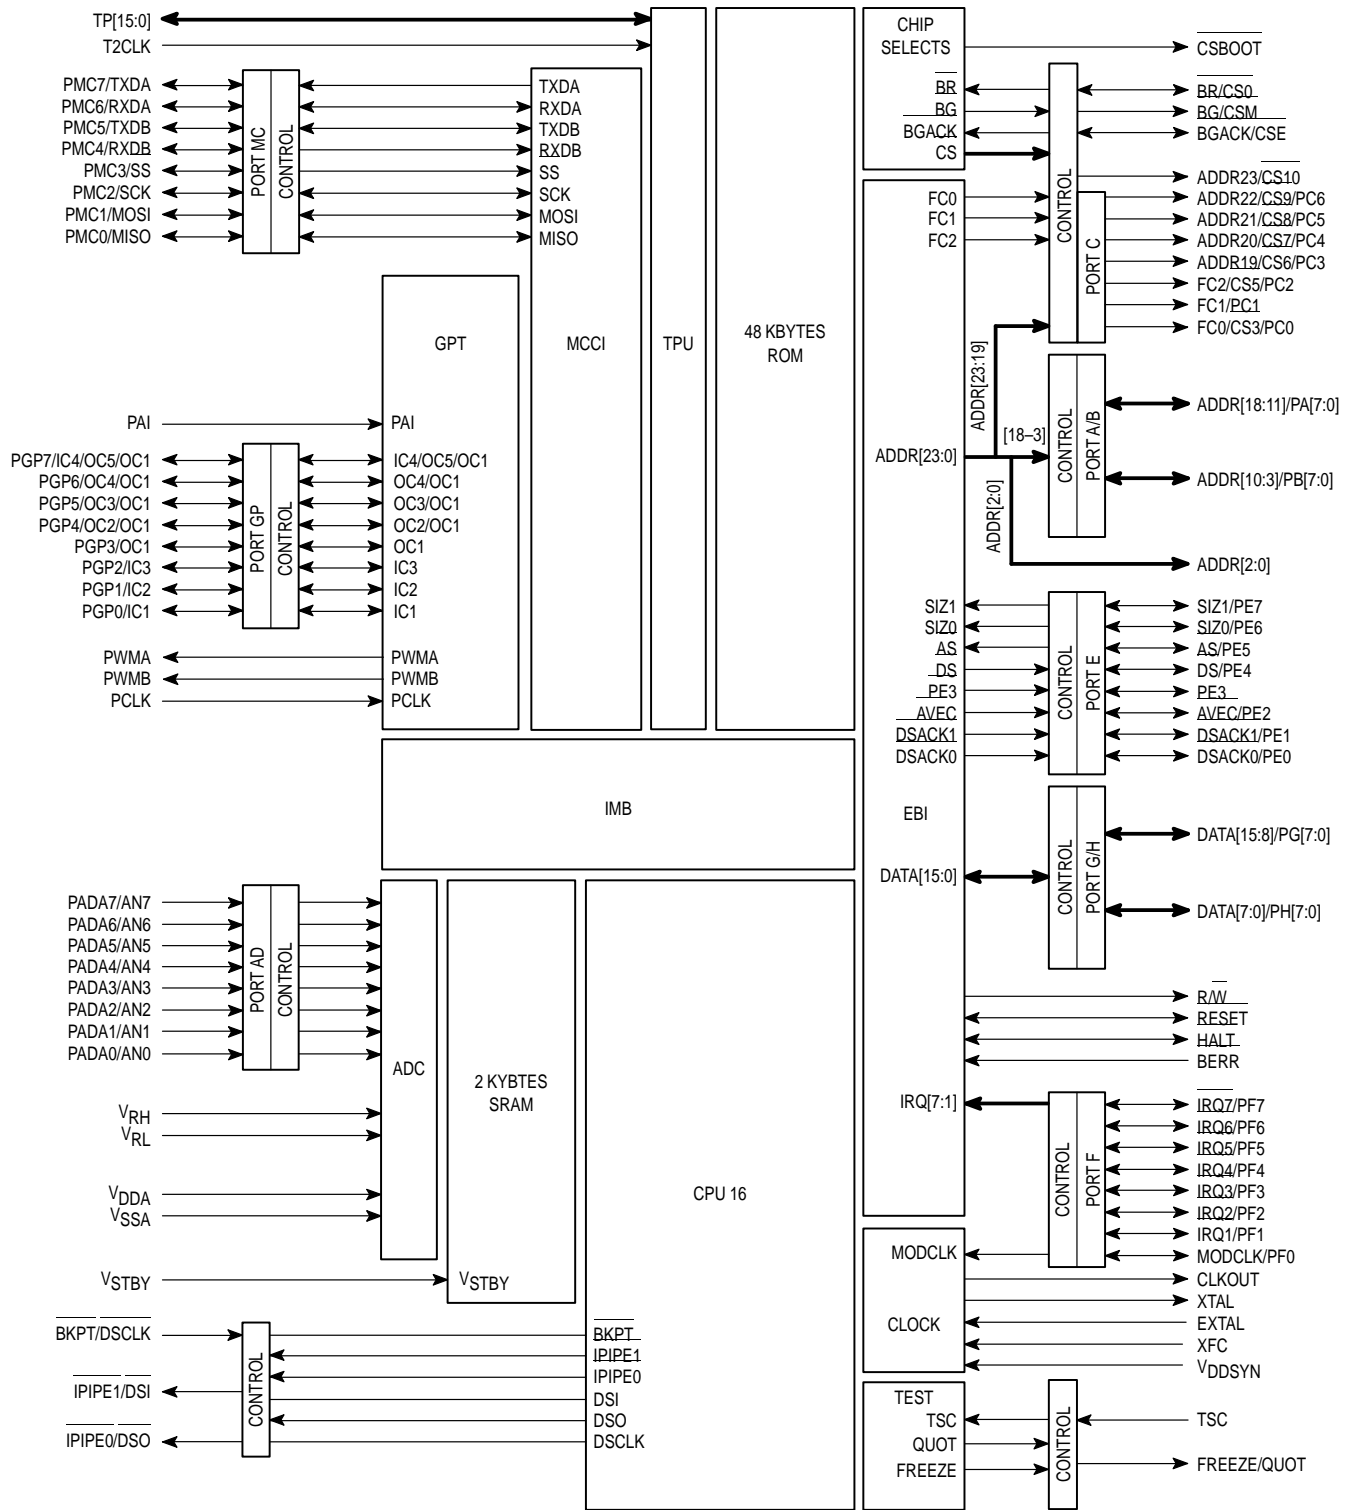 TP[15:0]
T2CLK
PMC7/TXDA
PMC6/RXDA
PMC5/TXDB
PMC4/RXDB
PMC3/SS
PMC2/SCK
PMC1/MOSI
PMC0/MISO
PORT MC
CONTROL
TXDA
RXDA
TXDB
RXDB
SS
SCK
MOSI
MISO
GPT
MCCI
TPU
48 KBYTES
ROM
PAI
PAI
PGP7/IC4/OC5/OC1
PGP6/OC4/OC1
PGP5/OC3/OC1
PGP4/OC2/OC1
PGP3/OC1
PGP2/IC3
PGP1/IC2
PGP0/IC1
PORT GP
CONTROL
IC4/OC5/OC1
OC4/OC1
OC3/OC1
OC2/OC1
OC1
IC3
IC2
IC1
PWMA
PWMB
PCLK
PWMA
PWMB
PCLK
IMB
PADA7/AN7
PADA6/AN6
PADA5/AN5
PADA4/AN4
PADA3/AN3
PADA2/AN2
PADA1/AN1
PADA0/AN0
PORT AD
CONTROL
ADC
2 KYBTES
SRAM
CPU 16
VRH
VRL
VDDA
VSSA
VSTBY
VSTBY
BKPT/DSCLK
IPIPE1/DSI
IPIPE0/DSO
CONTROL
BKPT
IPIPE1
IPIPE0
DSI
DSO
DSCLK
CHIP
SELECTS
BR
BG
BGACK
CS
FC0
FC1
FC2
CONTROL
PORT C
CSBOOT
BR/CS0
BG/CSM
BGACK/CSE
ADDR23/CS10
ADDR22/CS9/PC6
ADDR21/CS8/PC5
ADDR20/CS7/PC4
ADDR19/CS6/PC3
FC2/CS5/PC2
FC1/PC1
FC0/CS3/PC0
ADDR[23:0]
ADDR[23:19]
[18–3]
ADDR[2:0]
CONTROL
PORT A/B
ADDR[18:11]/PA[7:0]
ADDR[10:3]/PB[7:0]
ADDR[2:0]
SIZ1
SIZ0
AS
DS
PE3
AVEC
DSACK1
DSACK0
CONTROL
PORT E
SIZ1/PE7
SIZ0/PE6
AS/PE5
DS/PE4
PE3
AVEC/PE2
DSACK1/PE1
DSACK0/PE0
EBI
DATA[15:0]
CONTROL
PORT G/H
DATA[15:8]/PG[7:0]
DATA[7:0]/PH[7:0]
R/W
RESET
HALT
BERR
IRQ[7:1]
CONTROL
PORT F
IRQ7/PF7
IRQ6/PF6
IRQ5/PF5
IRQ4/PF4
IRQ3/PF3
IRQ2/PF2
IRQ1/PF1
MODCLK/PF0
MODCLK
CLOCK
CLKOUT
XTAL
EXTAL
XFC
VDDSYN
TEST
TSC
QUOT
FREEZE
CONTROL
TSC
FREEZE/QUOT